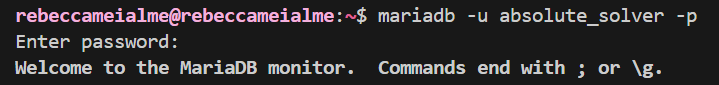 rebeccameialme@rebeccameialme:~$ mariadb -u absolute_solver -p
Enter password:
Welcome to the MariaDB monitor.  Commands end with ; or \g.